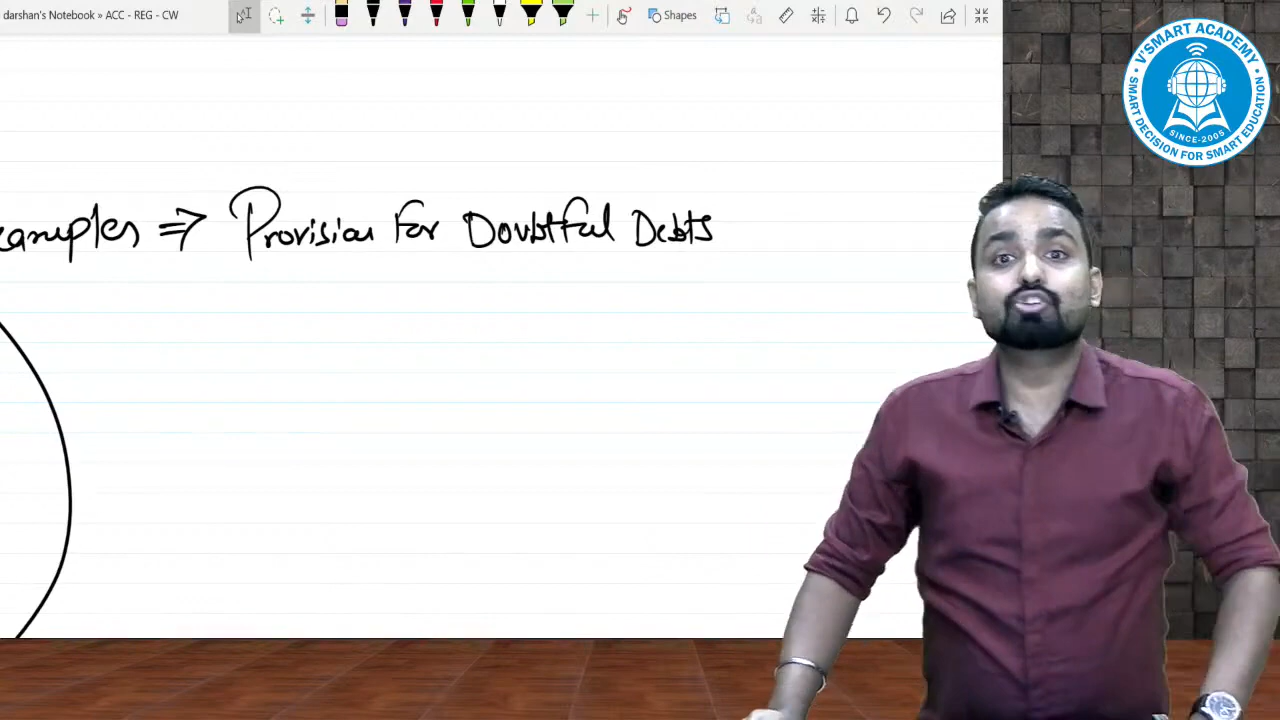 darshan's Notebook » ACC - REG - CW
Shapes
V'SMART ACADEMY
SMART DECISION FOR SMART EDUCATION
SINCE-2005
examples ⇒ Provision For Doubtful Debts